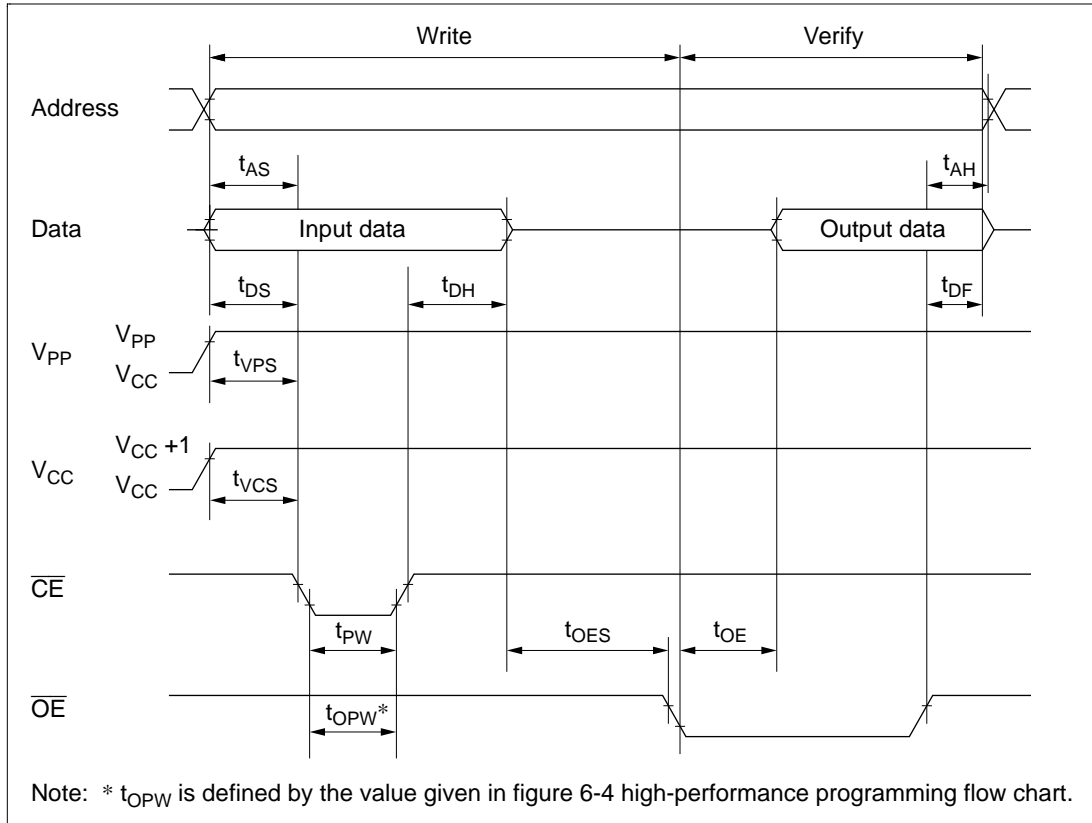 Write Verify
Address
tAS tAH
Data Input data Output data
tDS tDH tDF
VPP VPP
VCC tVPS
VCC VCC +1
VCC tVCS
CE
tPW tOES tOE
OE
tOPW*
Note: * tOPW is defined by the value given in figure 6-4 high-performance programming flow chart.